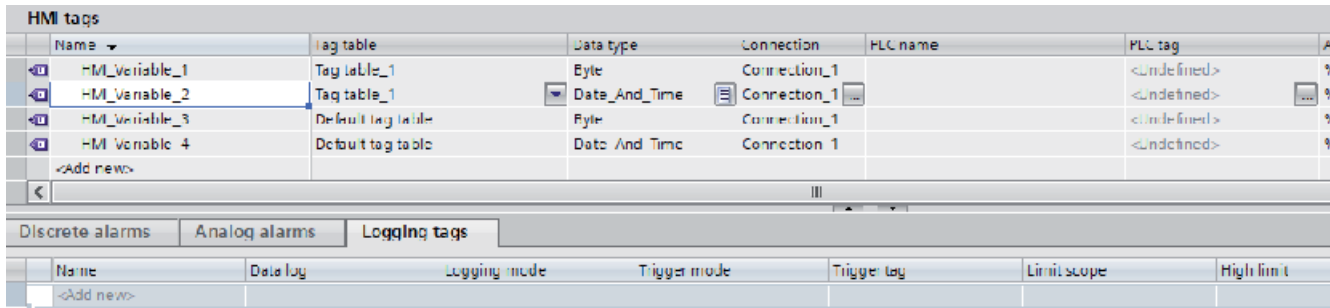 HMI tags
Name Tag table Data type Connection PLC name PLC tag A
HMI_Variable_1 Tag table_1 Byte Connection_1 <Undefined> %
HMI_Variable_2 Tag table_1 Date_And_Time Connection_1 ... <Undefined> ... %
HMI_Variable_3 Default tag table Byte Connection_1 <Undefined> %
HMI_Variable_4 Default tag table Date_And_Time Connection_1 <Undefined> %
<Add new>
Discrete alarms Analog alarms Logging tags
Name Data log Logging mode Trigger mode Trigger tag Limit scope High limit
<Add new>